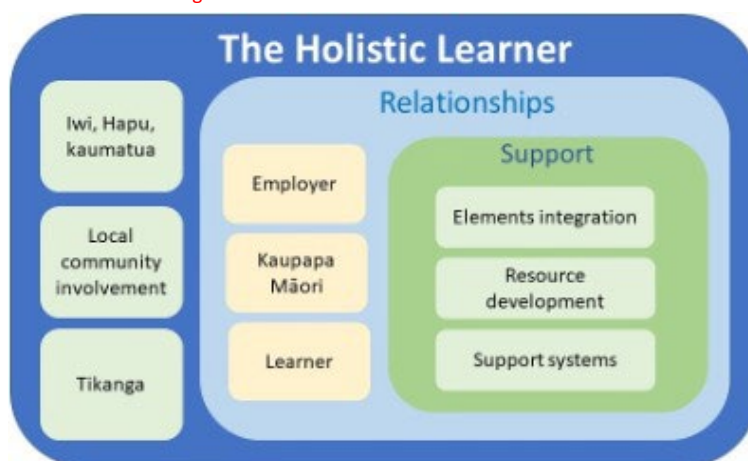 The Holistic Learner
Iwi, Hapu,
kaumatua
Local
community
involvement
Tikanga
Relationships
Employer
Kaupapa
Māori
Learner
Support
Elements integration
Resource
development
Support systems